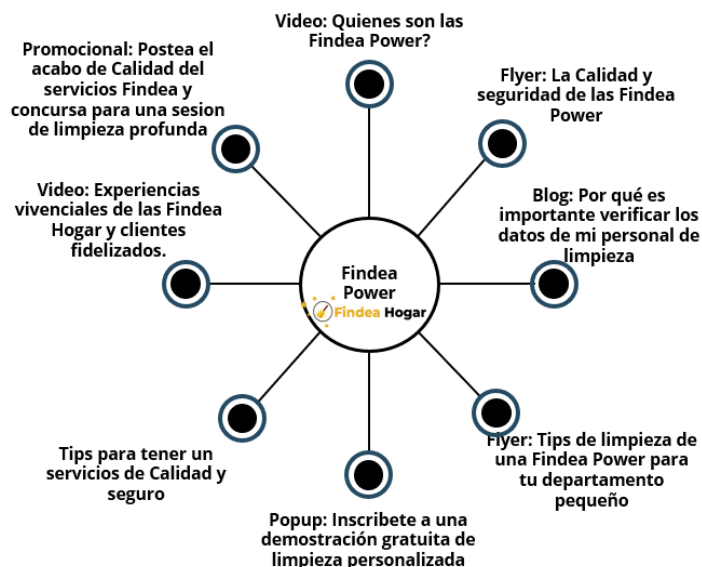 Video: Quienes son las
Findea Power?
Promocional: Postea el
acabo de Calidad del
servicios Findea y
concursa para una sesion
de limpieza profunda
Flyer: La Calidad y
seguridad de las Findea
Power
Video: Experiencias
vivenciales de las Findea
Hogar y clientes
fidelizados.
Blog: Por qué es
importante verificar los
datos de mi personal de
limpieza
Findea
Power
Findea Hogar
Tips para tener un
servicios de Calidad y
seguro
Flyer: Tips de limpieza de
una Findea Power para
tu departamento
pequeño
Popup: Inscribete a una
demostración gratuita de
limpieza personalizada